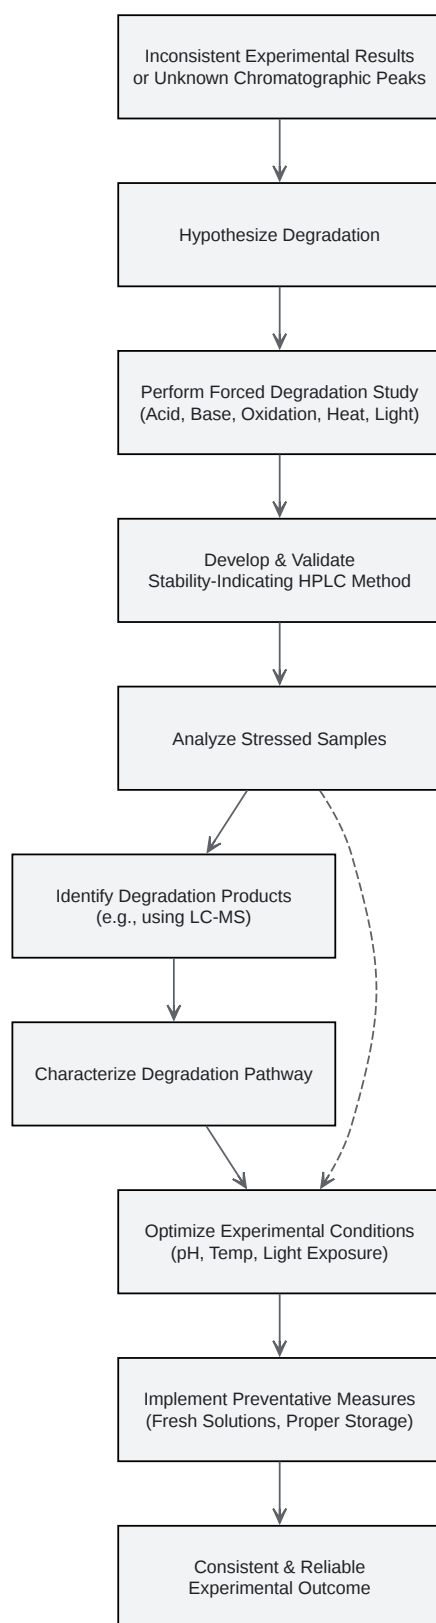 Inconsistent Experimental Results
or Unknown Chromatographic Peaks
Hypothesize Degradation
Perform Forced Degradation Study
(Acid, Base, Oxidation, Heat, Light)
Develop & Validate
Stability-Indicating HPLC Method
Analyze Stressed Samples
Identify Degradation Products
(e.g., using LC-MS)
Characterize Degradation Pathway
Optimize Experimental Conditions
(pH, Temp, Light Exposure)
Implement Preventative Measures
(Fresh Solutions, Proper Storage)
Consistent & Reliable
Experimental Outcome